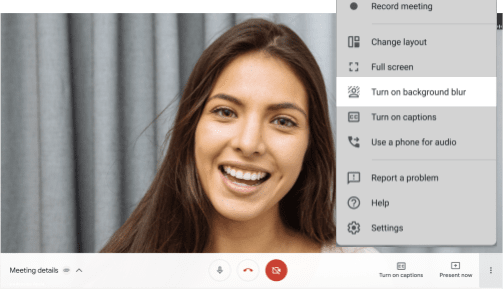 Record meeting
Change layout
Full screen
Turn on background blur
CC
Turn on captions
Use a phone for audio
Report a problem
Help
Settings
Meeting details
Turn on captions
Present now